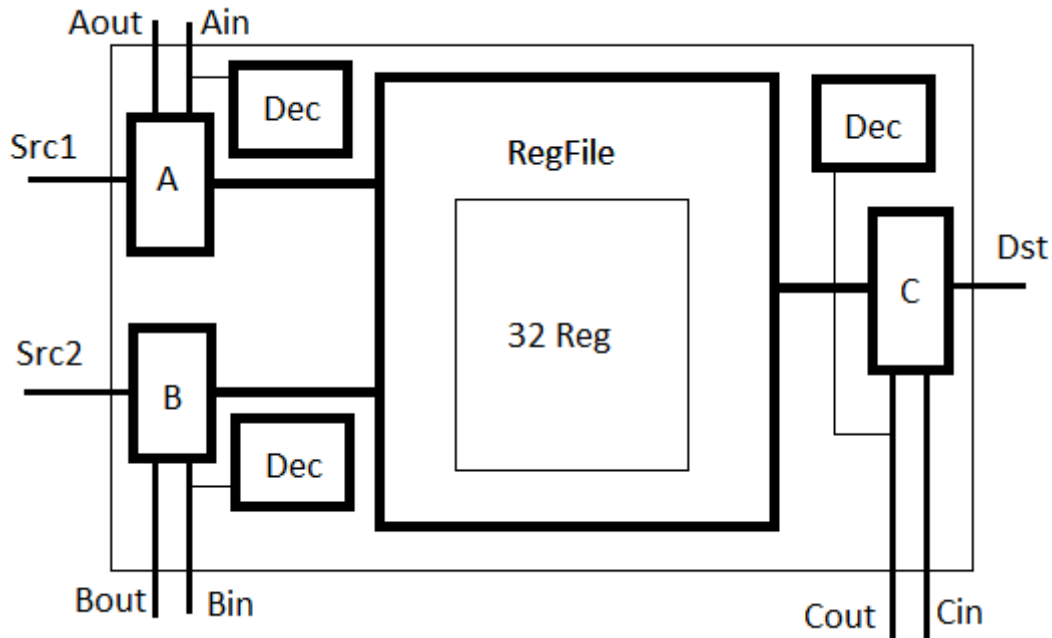 Aout Ain
Dec
Dec
Src1
A
RegFile
Dst
C
Src2
32 Reg
B
Dec
Bout Bin
Cout Cin